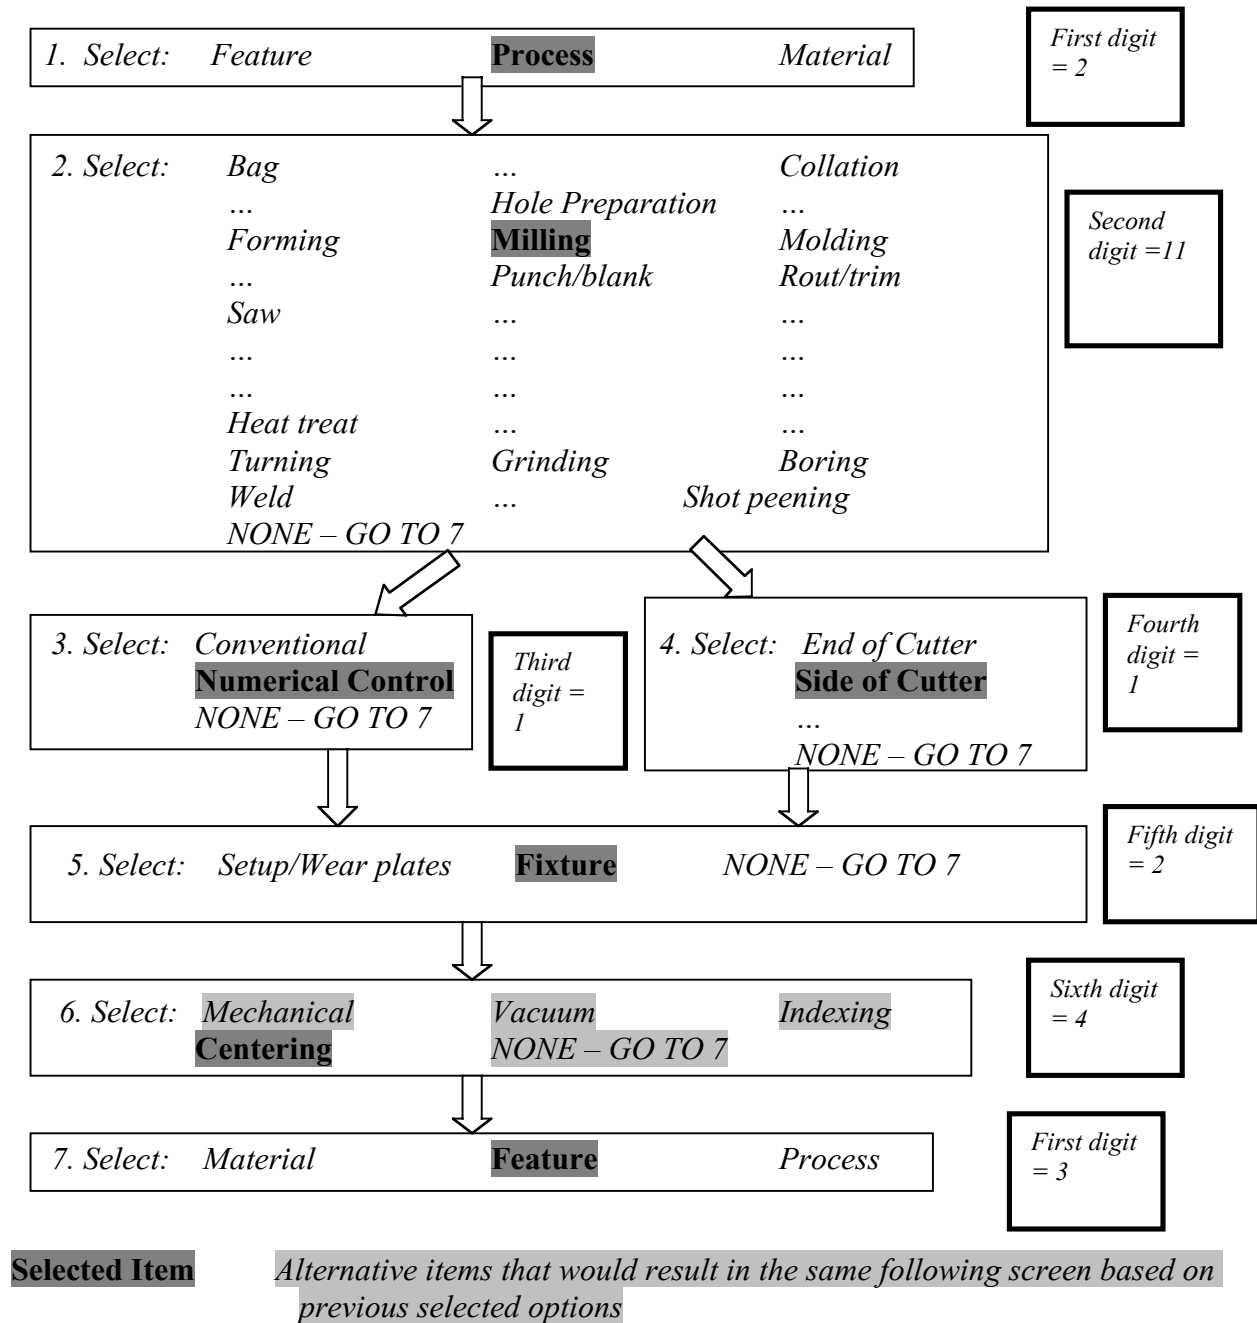 1. Select: Feature Process Material
First digit
= 2
2. Select: Bag ... Collation
... Hole Preparation ...
Forming Milling Molding
... Punch/blank Rout/trim
Saw ... ...
... ... ...
... ... ...
Heat treat ... ...
Turning Grinding Boring
Weld ... Shot peening
NONE – GO TO 7
Second
digit =11
3. Select: Conventional
Numerical Control
NONE – GO TO 7
Third
digit =
1
4. Select: End of Cutter
Side of Cutter
...
NONE – GO TO 7
Fourth
digit =
1
5. Select: Setup/Wear plates Fixture NONE – GO TO 7
Fifth digit
= 2
6. Select: Mechanical Vacuum Indexing
Centering NONE – GO TO 7
Sixth digit
= 4
7. Select: Material Feature Process
First digit
= 3
Selected Item Alternative items that would result in the same following screen based on
previous selected options